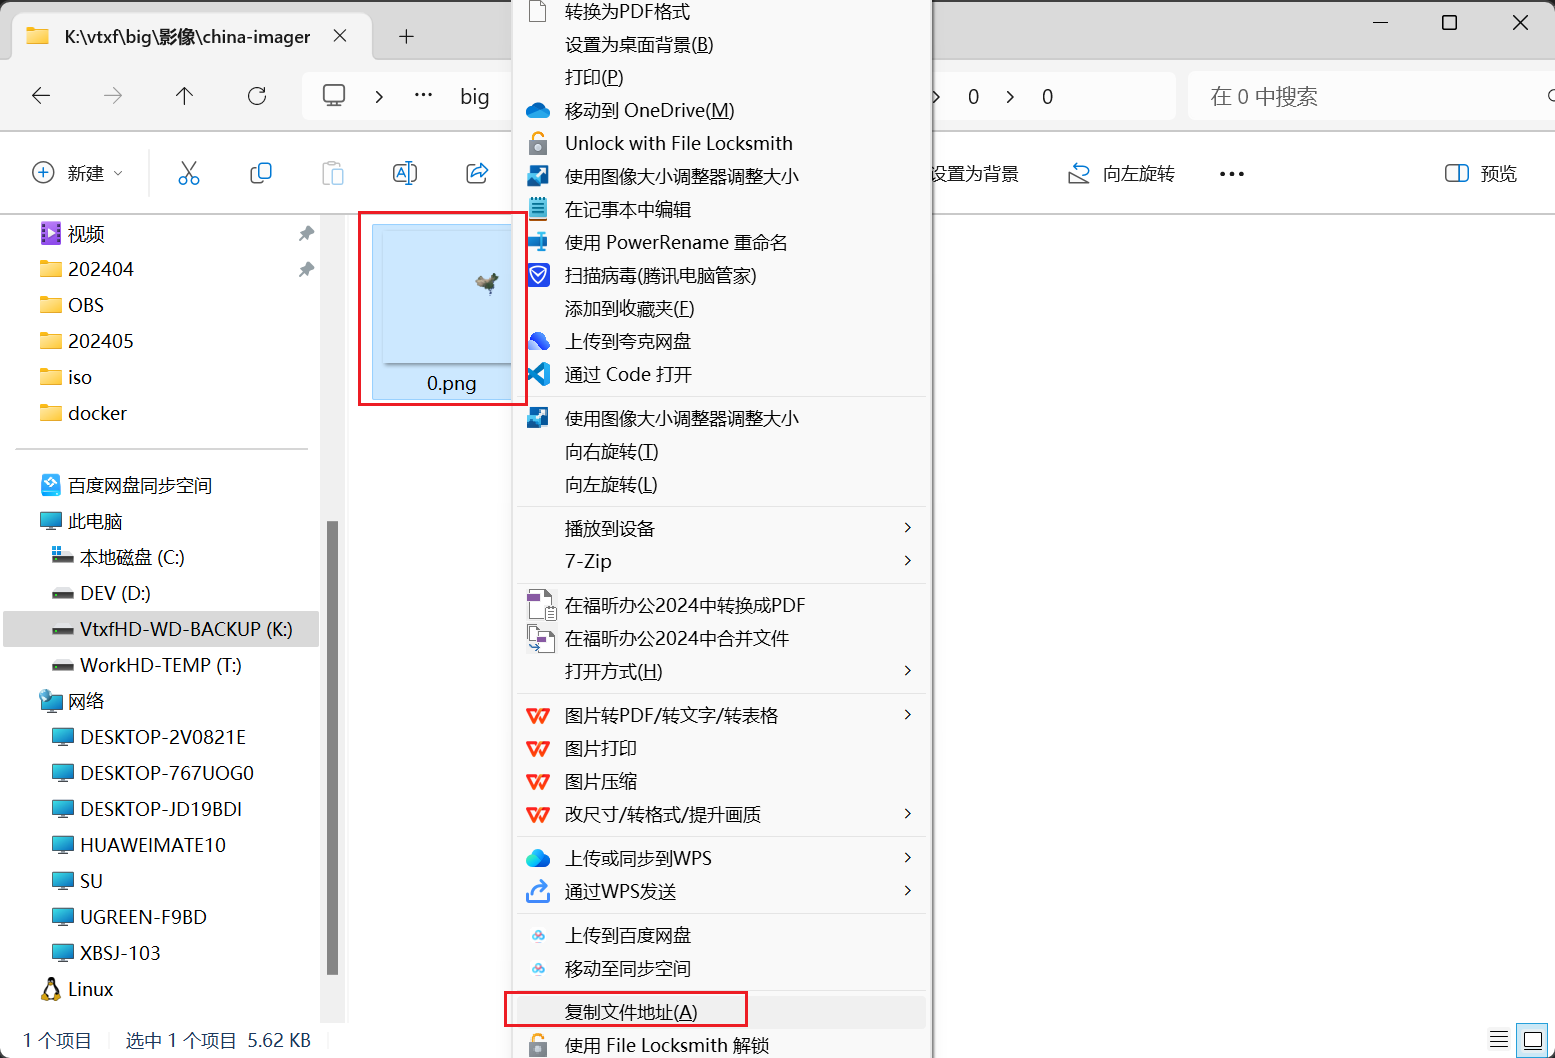 K:\vtxf\big\影像\china-imager
big
0
0
在 0 中搜索
新建
设置为背景
向左旋转
预览
视频
202404
OBS
202405
iso
docker
百度网盘同步空间
此电脑
本地磁盘 (C:)
DEV (D:)
VtxfHD-WD-BACKUP (K:)
WorkHD-TEMP (T:)
网络
DESKTOP-2V0821E
DESKTOP-767UOG0
DESKTOP-JD19BDI
HUAWEIMATE10
SU
UGREEN-F9BD
XBSJ-103
Linux
0.png
转换为PDF格式
设置为桌面背景(B)
打印(P)
移动到 OneDrive(M)
Unlock with File Locksmith
使用图像大小调整器调整大小
在记事本中编辑
使用 PowerRename 重命名
扫描病毒(腾讯电脑管家)
添加到收藏夹(F)
上传到夸克网盘
通过 Code 打开
使用图像大小调整器调整大小
向右旋转(T)
向左旋转(L)
播放到设备
7-Zip
在福昕办公2024中转换成PDF
在福昕办公2024中合并文件
打开方式(H)
图片转PDF/转文字/转表格
图片打印
图片压缩
改尺寸/转格式/提升画质
上传或同步到WPS
通过WPS发送
上传到百度网盘
移动至同步空间
复制文件地址(A)
使用 File Locksmith 解锁
1 个项目
选中 1 个项目 5.62 KB